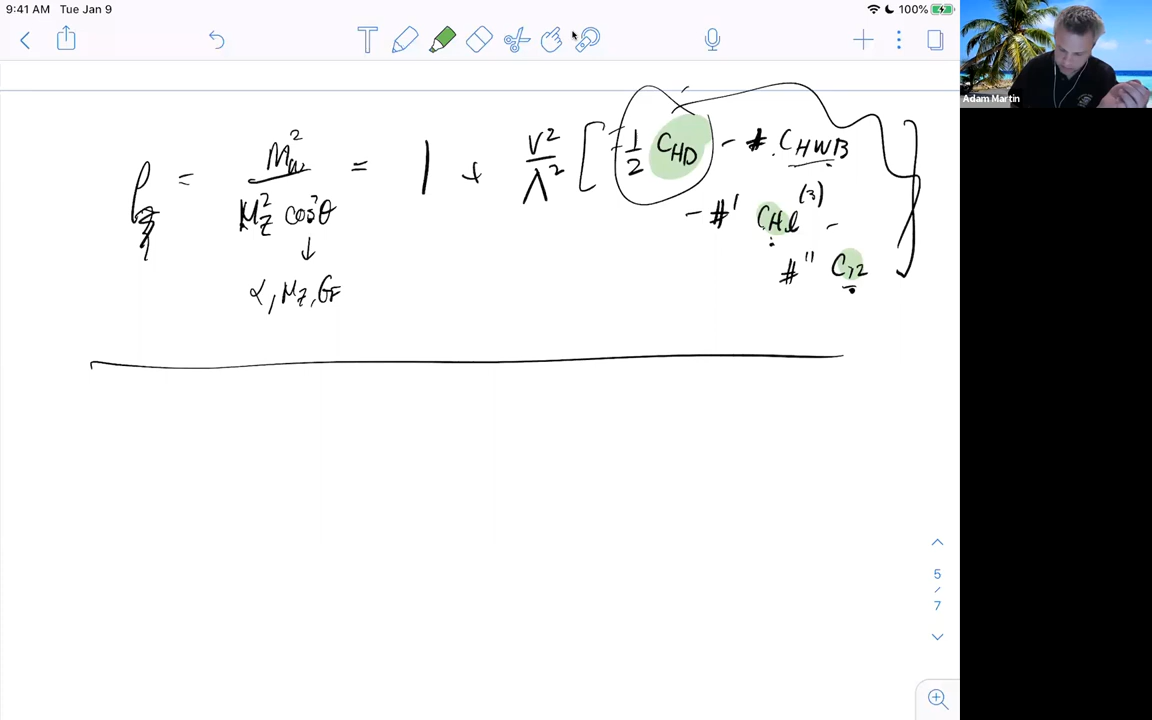 9:41 AM Tue Jan 9
100%
Adam Martin
ρ = M_W^2 / M_Z^2 cos^2θ = 1 + v^2/Λ^2 [ -1/2 C_HD - # C_HWB
- #' C_Hl^(3) -
#'' C_22 ]
↓
α, M_Z, G_F
T
5
/
7